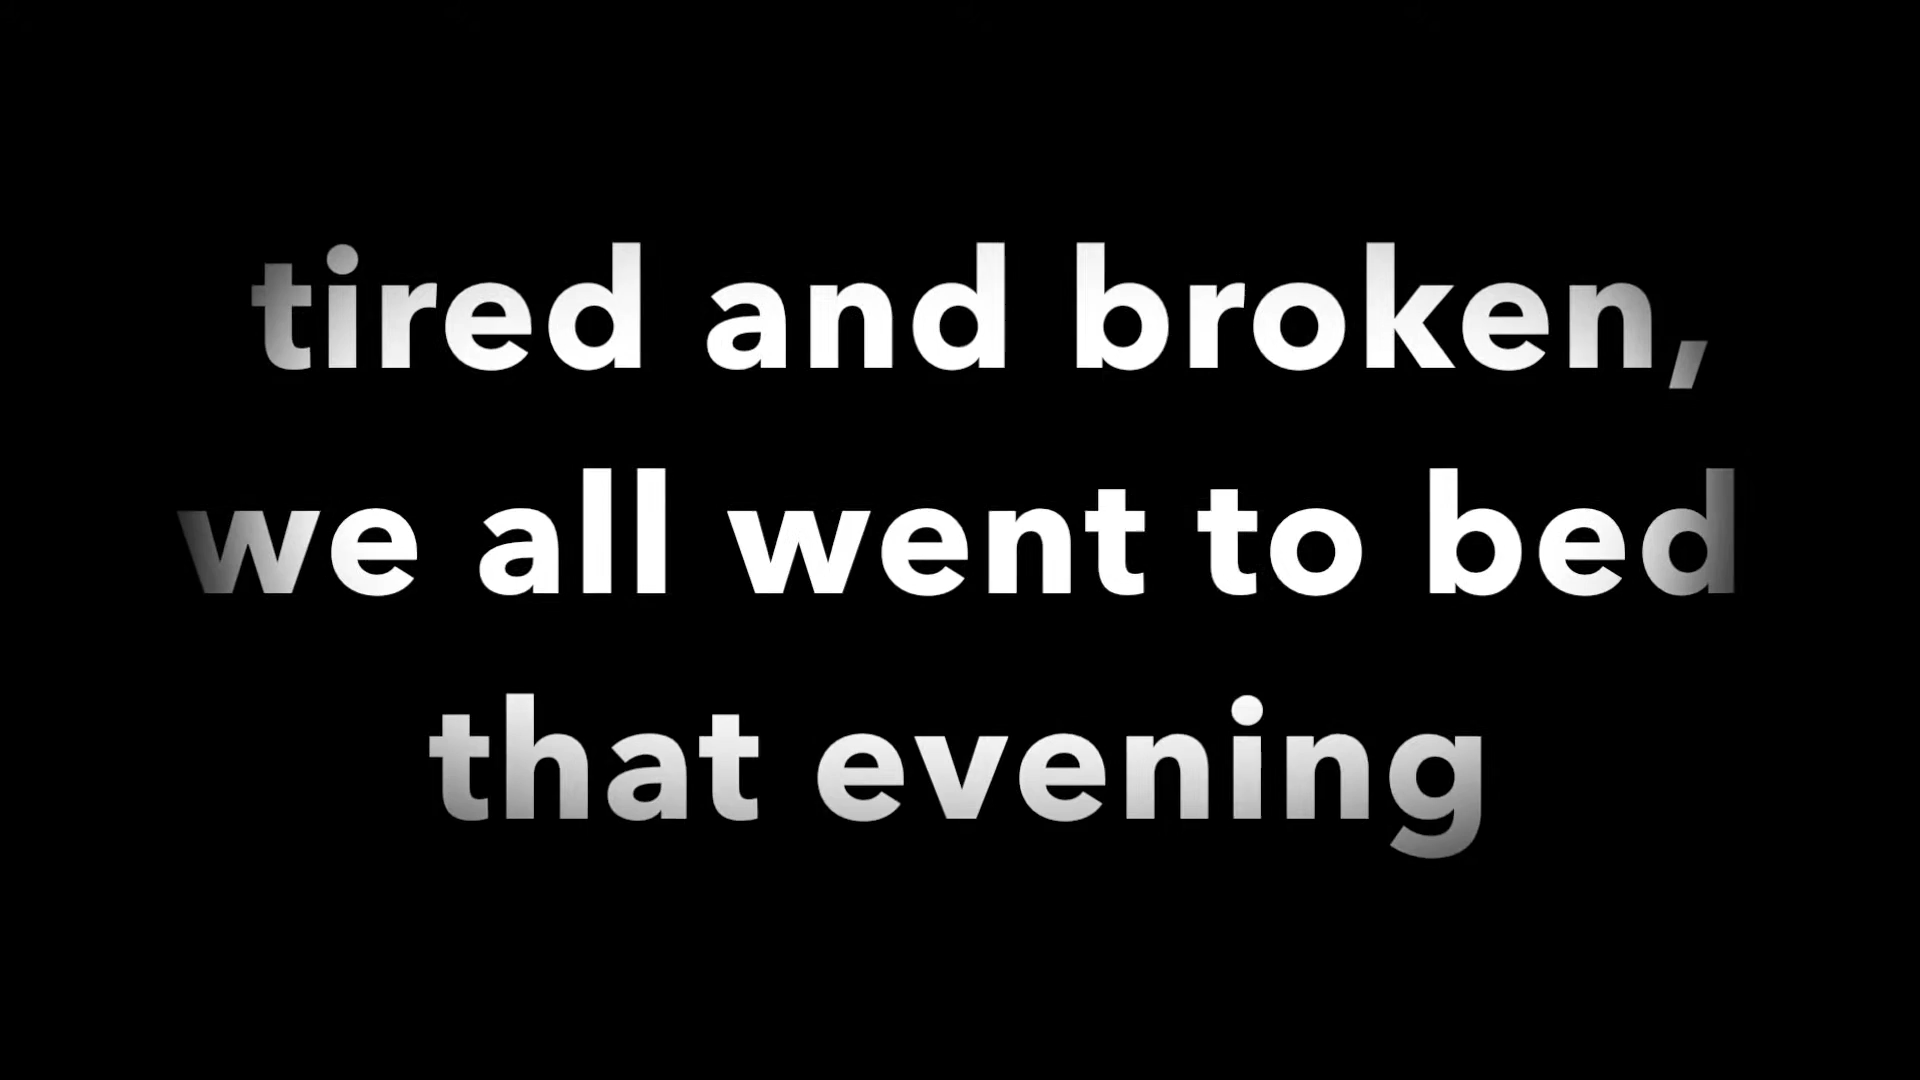 tired and broken,
we all went to bed
that evening